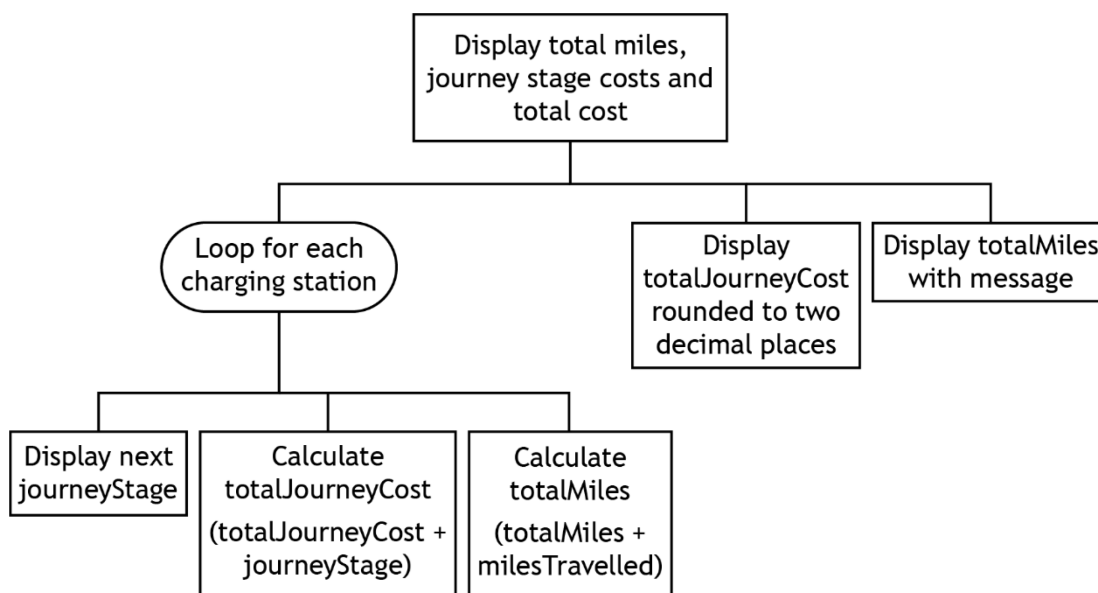 Display total miles,
journey stage costs and
total cost
Loop for each
charging station
Display
totalJourneyCost
rounded to two
decimal places
Display totalMiles
with message
Display next
journeyStage
Calculate
totalJourneyCost
(totalJourneyCost +
journeyStage)
Calculate
totalMiles
(totalMiles +
milesTravelled)